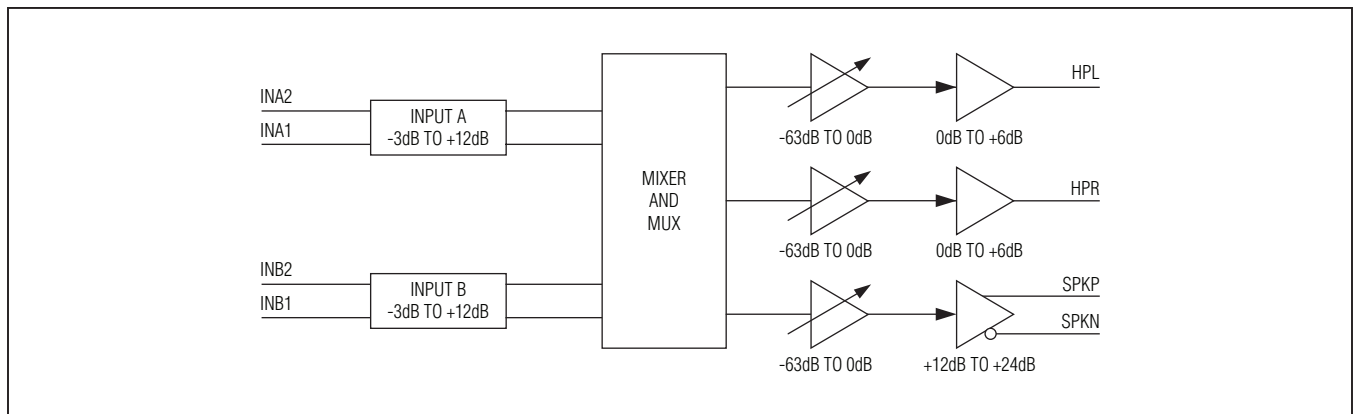 INA2
INA1
INPUT A
-3dB TO +12dB
INB2
INB1
INPUT B
-3dB TO +12dB
MIXER
AND
MUX
-63dB TO 0dB
0dB TO +6dB
HPL
-63dB TO 0dB
0dB TO +6dB
HPR
-63dB TO 0dB
+12dB TO +24dB
SPKP
SPKN